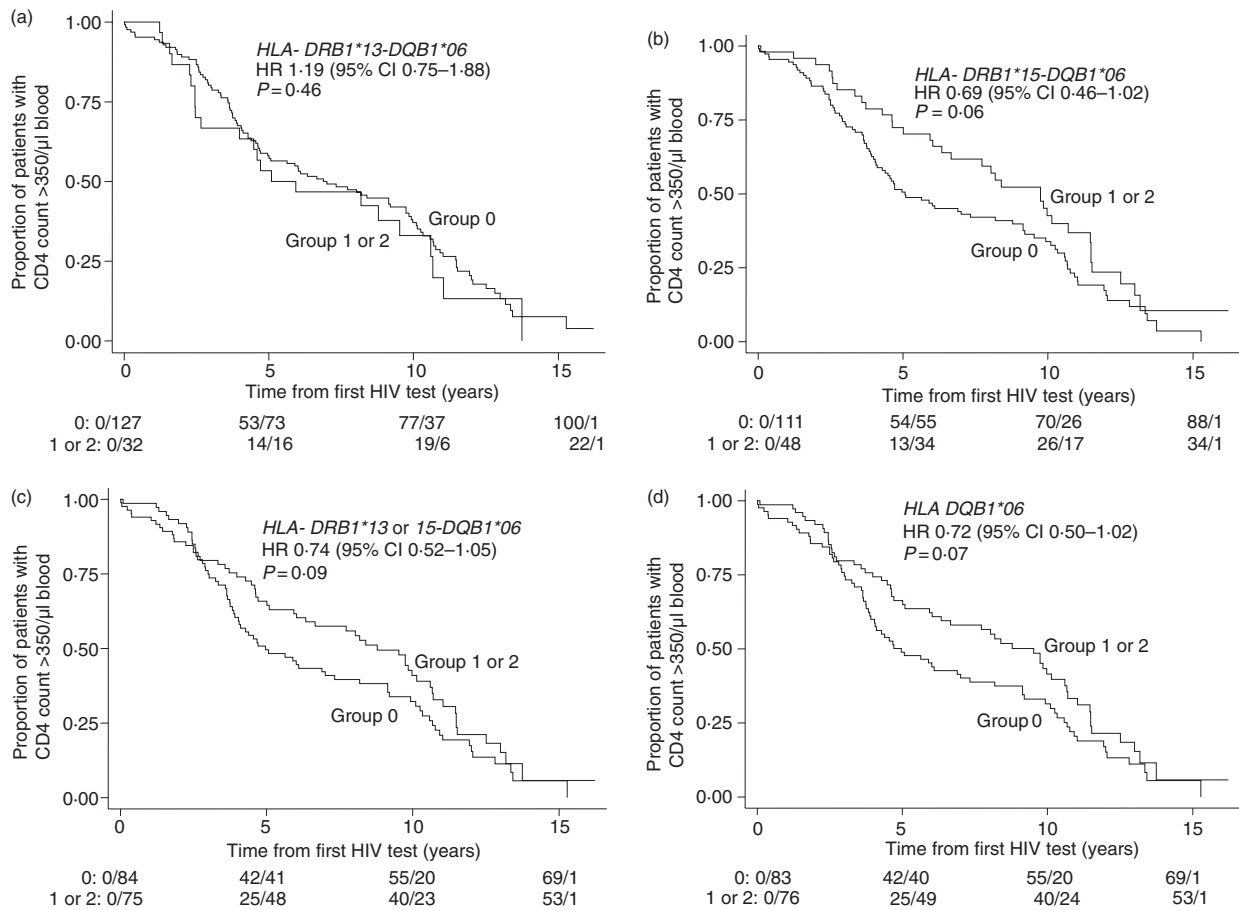 (a)
1·00
0·75
0·50
0·25
0·00
Proportion of patients with
CD4 count >350/µl blood
HLA- DRB1*13-DQB1*06
HR 1·19 (95% CI 0·75–1·88)
P = 0·46
Group 0
Group 1 or 2
0 5 10 15
Time from first HIV test (years)
0: 0/127 53/73 77/37 100/1
1 or 2: 0/32 14/16 19/6 22/1
(b)
1·00
0·75
0·50
0·25
0·00
Proportion of patients with
CD4 count >350/µl blood
HLA- DRB1*15-DQB1*06
HR 0·69 (95% CI 0·46–1·02)
P = 0·06
Group 1 or 2
Group 0
0 5 10 15
Time from first HIV test (years)
0: 0/111 54/55 70/26 88/1
1 or 2: 0/48 13/34 26/17 34/1
(c)
1·00
0·75
0·50
0·25
0·00
Proportion of patients with
CD4 count >350/µl blood
HLA- DRB1*13 or 15-DQB1*06
HR 0·74 (95% CI 0·52–1·05)
P = 0·09
Group 1 or 2
Group 0
0 5 10 15
Time from first HIV test (years)
0: 0/84 42/41 55/20 69/1
1 or 2: 0/75 25/48 40/23 53/1
(d)
1·00
0·75
0·50
0·25
0·00
Proportion of patients with
CD4 count >350/µl blood
HLA DQB1*06
HR 0·72 (95% CI 0·50–1·02)
P = 0·07
Group 1 or 2
Group 0
0 5 10 15
Time from first HIV test (years)
0: 0/83 42/40 55/20 69/1
1 or 2: 0/76 25/49 40/24 53/1